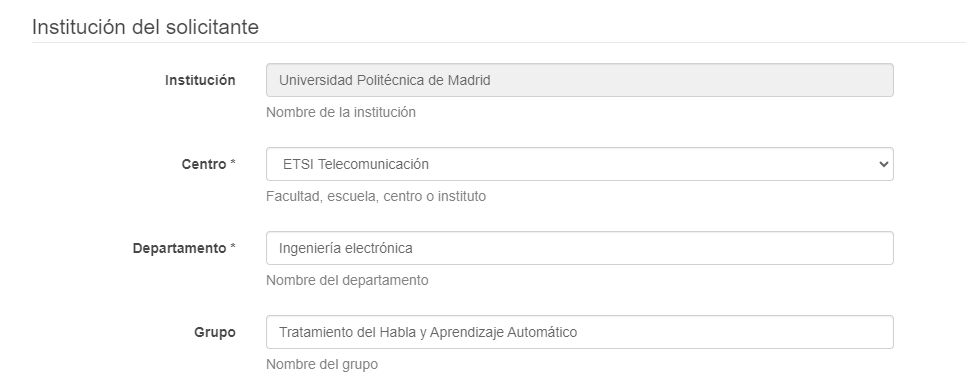 Institución del solicitante
Institución Universidad Politécnica de Madrid
Nombre de la institución
Centro * ETSI Telecomunicación
Facultad, escuela, centro o instituto
Departamento * Ingeniería electrónica
Nombre del departamento
Grupo Tratamiento del Habla y Aprendizaje Automático
Nombre del grupo